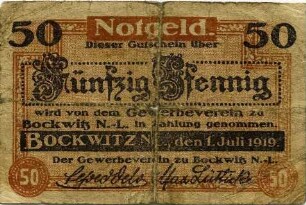 50 Notgeld. 50
Dieser Gutschein über
Fünfzig Pfennig
wird von dem Gewerbeverein zu
Bockwitz N.-L. in Zahlung genommen.
Bockwitz N.-L., den 1. Juli 1919.
Der Gewerbeverein zu Bockwitz N.-L.
50 50